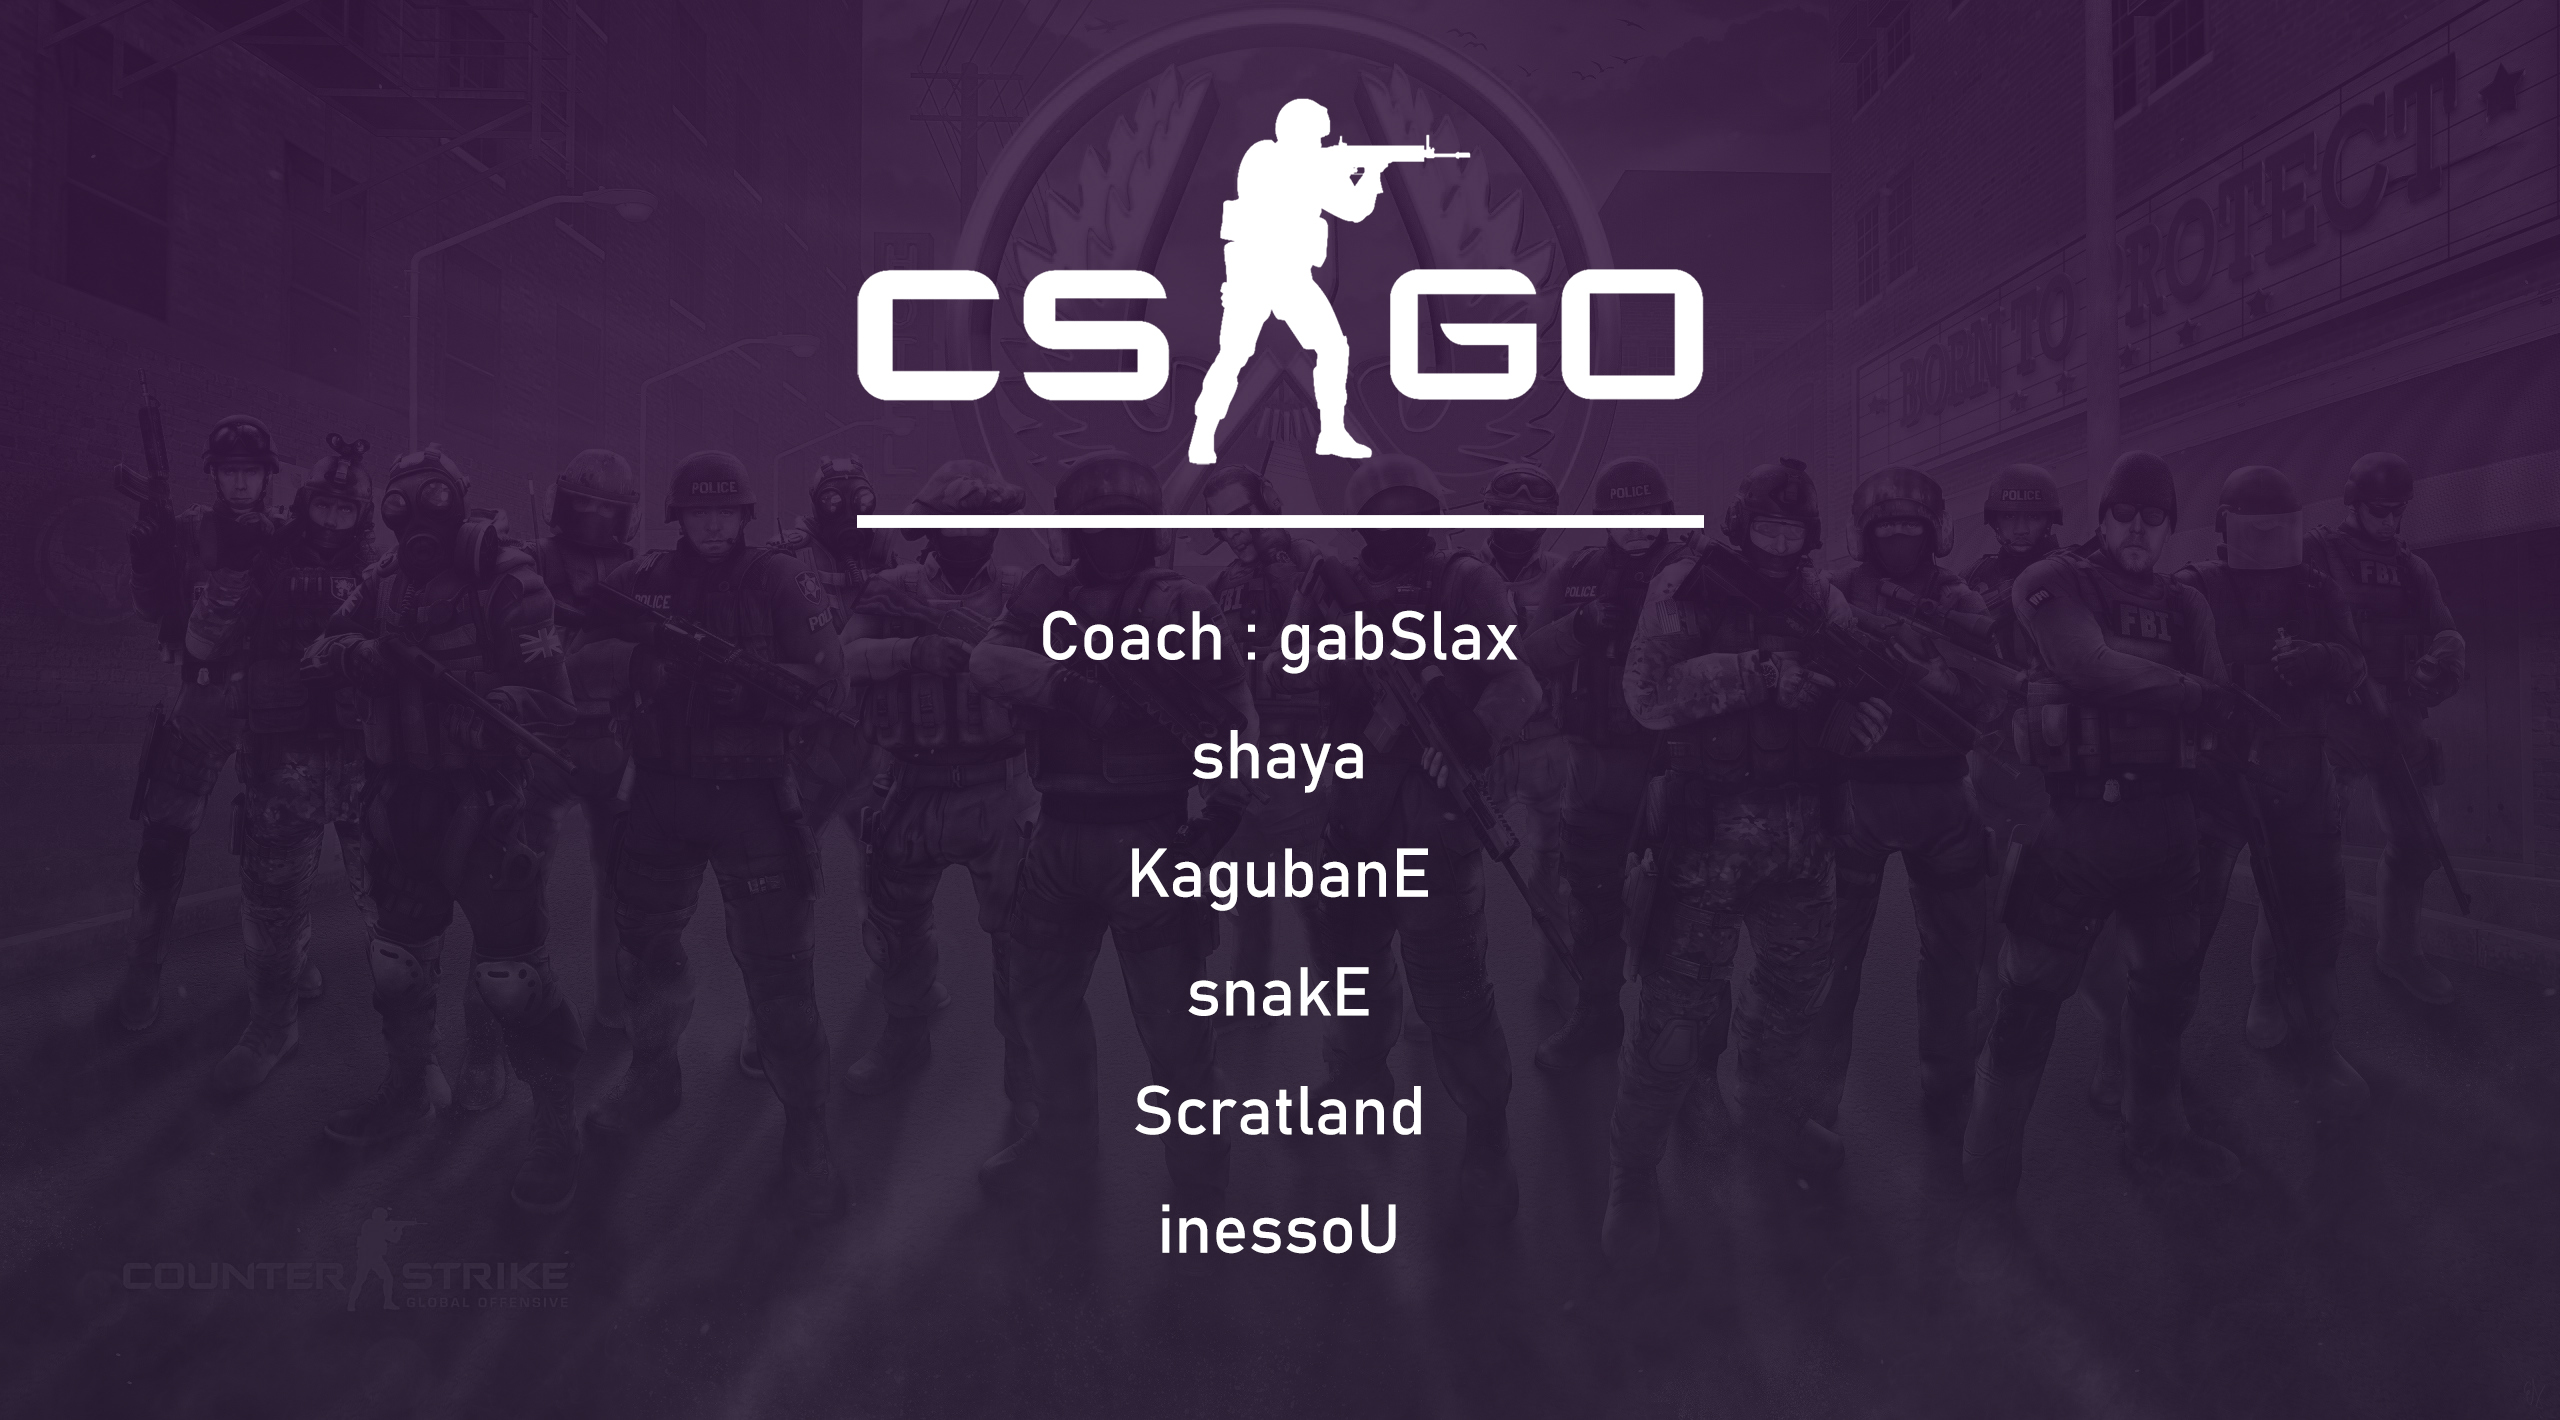 CS GO
BORN TO PROTECT
POLICE
POLICE
POLICE
POLICE
POLICE
FBI
FBI
Coach : gabSlax
shaya
KagubanE
snakE
Scratland
inessoU
COUNTER STRIKE
GLOBAL OFFENSIVE